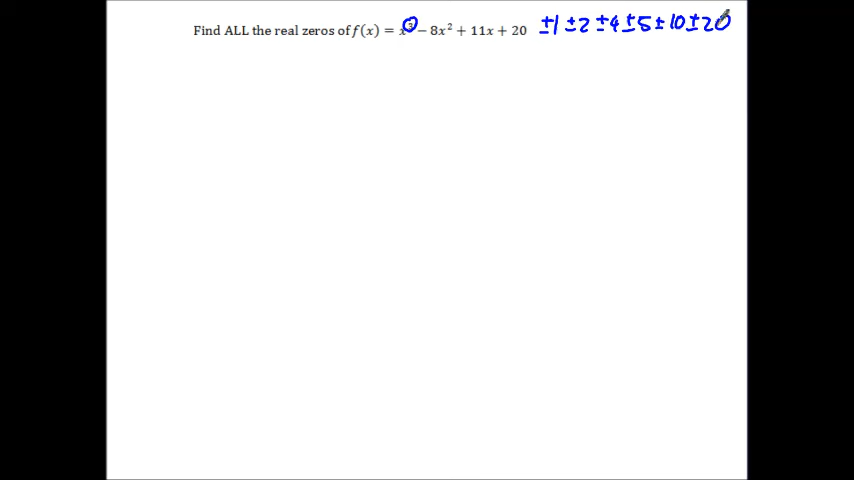 Find ALL the real zeros of f(x) = x³ − 8x² + 11x + 20 ±1 ±2 ±4 ±5 ±10 ±20